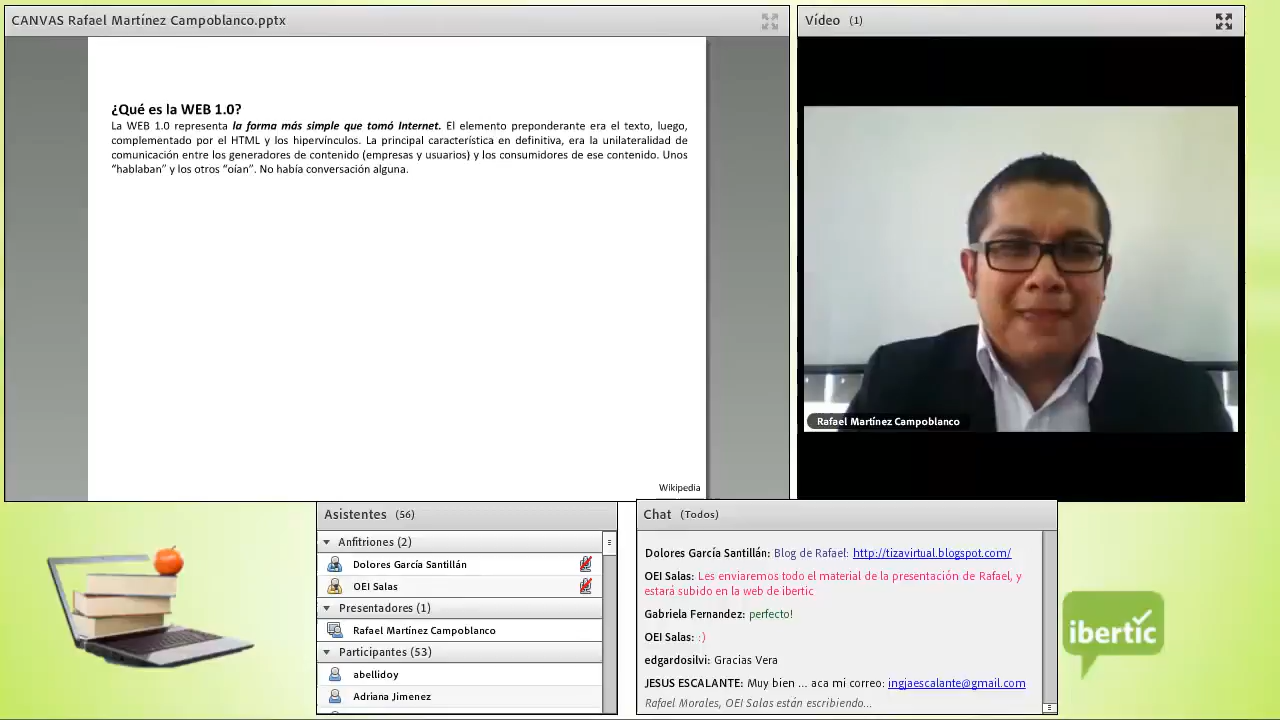 CANVAS Rafael Martínez Campoblanco.pptx
¿Qué es la WEB 1.0?
La WEB 1.0 representa la forma más simple que tomó Internet. El elemento preponderante era el texto, luego,
complementado por el HTML y los hipervínculos. La principal característica en definitiva, era la unilateralidad de
comunicación entre los generadores de contenido (empresas y usuarios) y los consumidores de ese contenido. Unos
“hablaban” y los otros “oían”. No había conversación alguna.
Wikipedia
Vídeo (1)
Rafael Martínez Campoblanco
Asistentes (56)
Anfitriones (2)
Dolores García Santillán
OEI Salas
Presentadores (1)
Rafael Martínez Campoblanco
Participantes (53)
abellidoy
Adriana Jimenez
Chat (Todos)
Dolores García Santillán: Blog de Rafael: http://tizavirtual.blogspot.com/
OEI Salas: Les enviaremos todo el material de la presentación de Rafael, y
estará subido en la web de ibertic
Gabriela Fernandez: perfecto!
OEI Salas: :)
edgardosilvi: Gracias Vera
JESUS ESCALANTE: Muy bien ... aca mi correo: ingjaescalante@gmail.com
Rafael Morales, OEI Salas están escribiendo...
ibertic